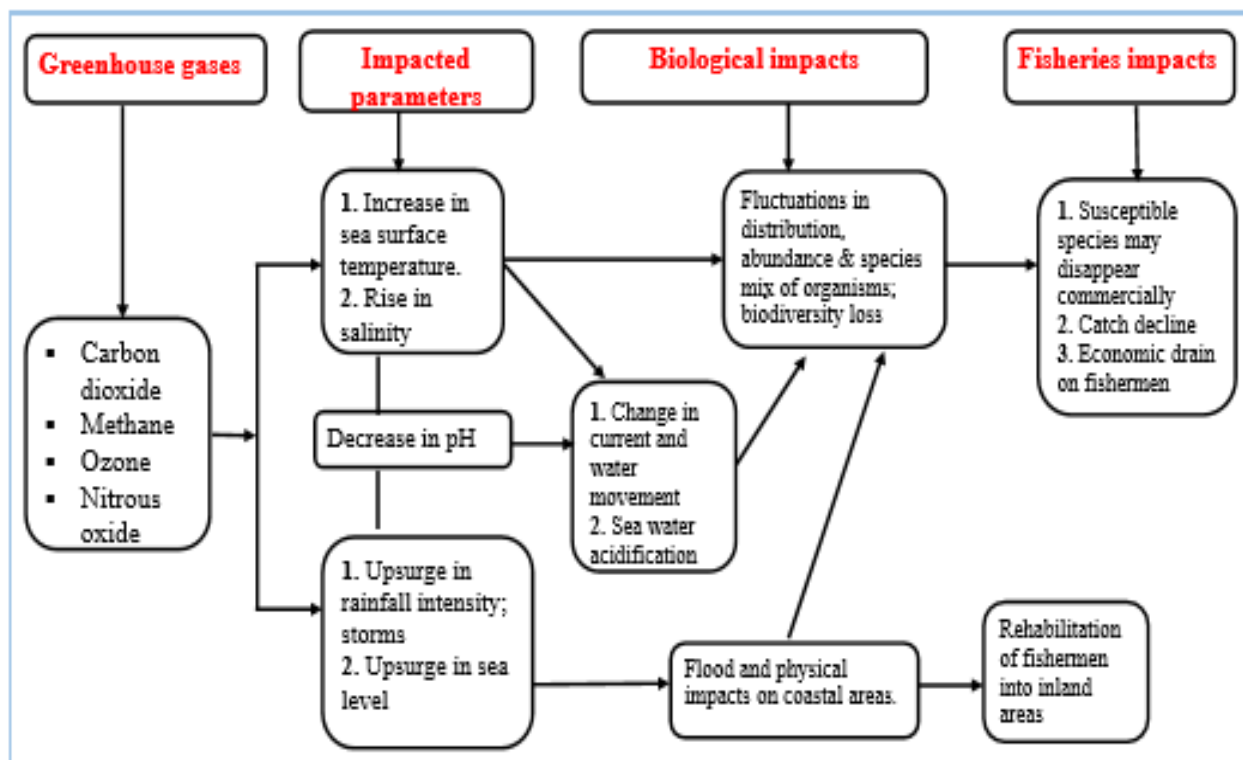 Greenhouse gases
Impacted
parameters
Biological impacts
Fisheries impacts
1. Increase in
sea surface
temperature.
2. Rise in
salinity
Fluctuations in
distribution,
abundance & species
mix of organisms;
biodiversity loss
1. Susceptible
species may
disappear
commercially
2. Catch decline
3. Economic drain
on fishermen
▪ Carbon
dioxide
▪ Methane
▪ Ozone
▪ Nitrous
oxide
Decrease in pH
1. Change in
current and
water
movement
2. Sea water
acidification
1. Upsurge in
rainfall intensity;
storms
2. Upsurge in sea
level
Flood and physical
impacts on coastal areas.
Rehabilitation
of fishermen
into inland
areas